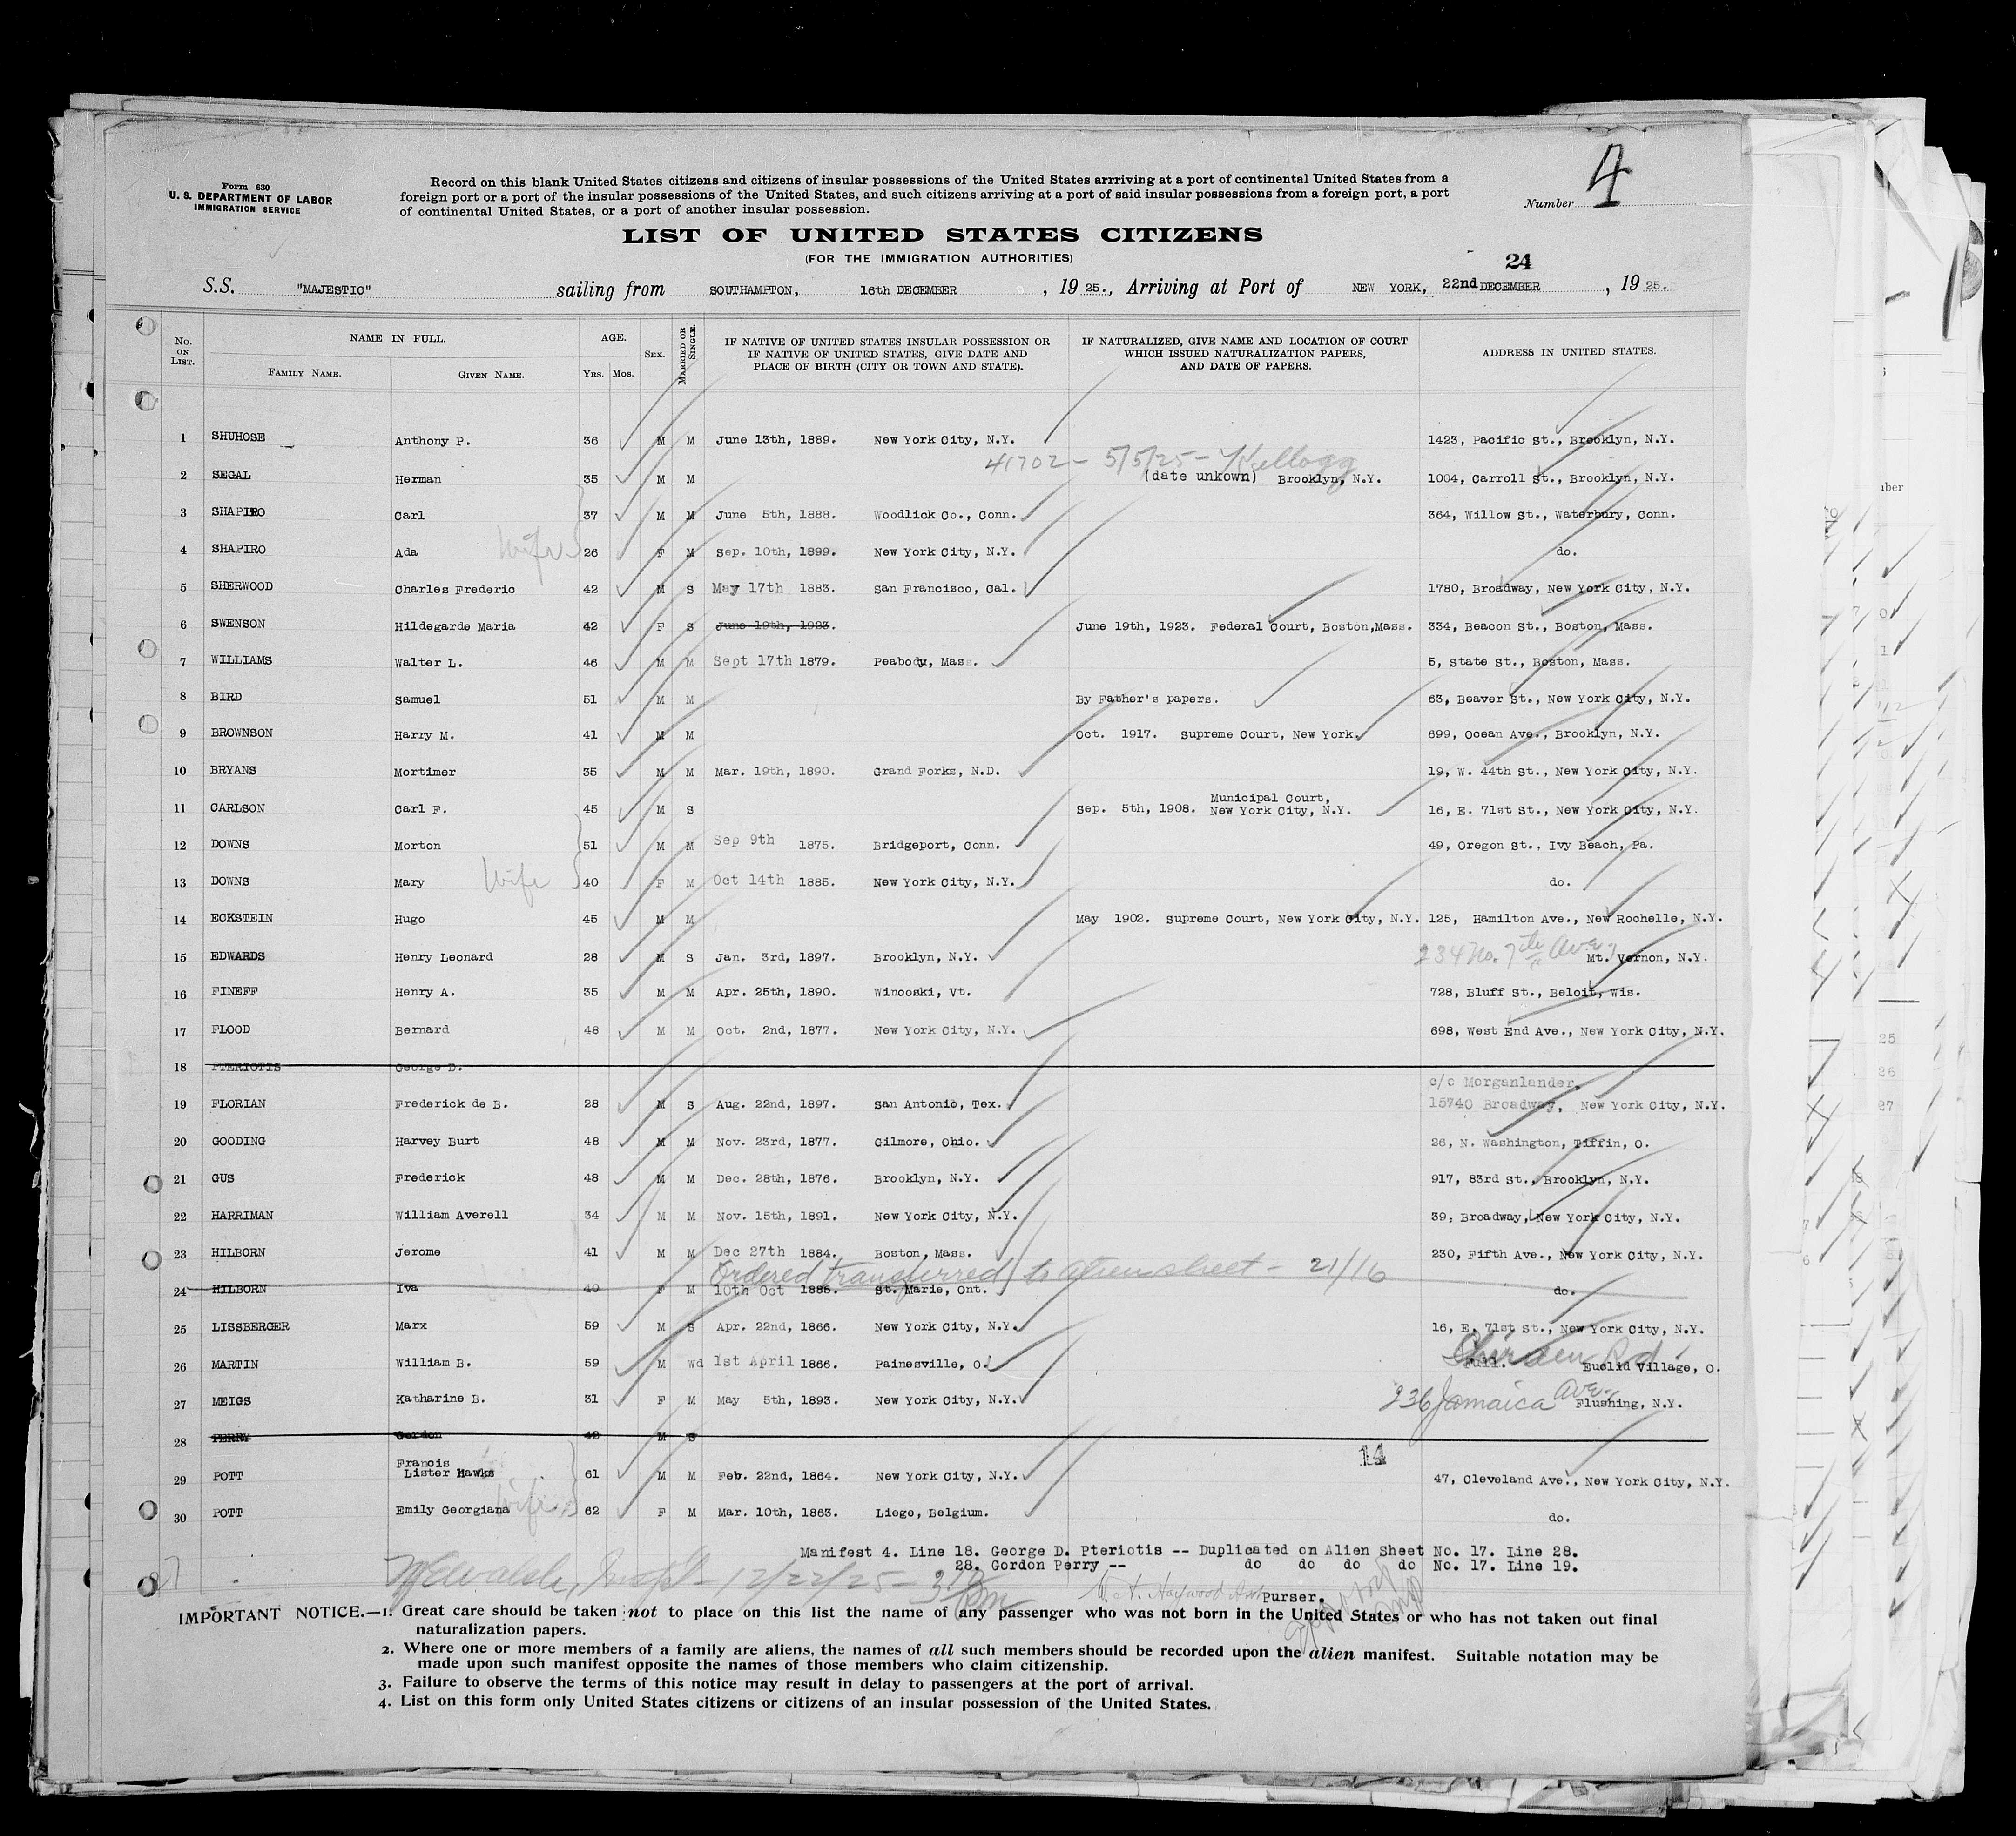 Form 630
U. S. DEPARTMENT OF LABOR
IMMIGRATION SERVICE
Record on this blank United States citizens and citizens of insular possessions of the United States arrriving at a port of continental United States from a
foreign port or a port of the insular possessions of the United States, and such citizens arriving at a port of said insular possessions from a foreign port, a port
of continental United States, or a port of another insular possession.
Number 4
LIST OF UNITED STATES CITIZENS
(FOR THE IMMIGRATION AUTHORITIES)
24
S.S. "MAJESTIC" sailing from SOUTHAMPTON, 16th DECEMBER, 1925., Arriving at Port of NEW YORK, 22nd DECEMBER, 1925.
No. ON LIST. NAME IN FULL. FAMILY NAME. GIVEN NAME. AGE. YRS. MOS. SEX. MARRIED OR SINGLE. IF NATIVE OF UNITED STATES INSULAR POSSESSION OR IF NATIVE OF UNITED STATES, GIVE DATE AND PLACE OF BIRTH (CITY OR TOWN AND STATE). IF NATURALIZED, GIVE NAME AND LOCATION OF COURT WHICH ISSUED NATURALIZATION PAPERS, AND DATE OF PAPERS. ADDRESS IN UNITED STATES.
1 SHUHOSE Anthony P. 36 M M June 13th, 1889. New York City, N.Y. 1423, Pacific St., Brooklyn, N.Y.
41702 - 5/5/25 - Kellogg
2 SEGAL Herman 35 M M (date unkown) Brooklyn, N.Y. 1004, Carroll St., Brooklyn, N.Y.
3 SHAPIRO Carl 37 M M June 5th, 1888. Woodlick Co., Conn. 364, Willow St., Waterbury, Conn.
4 SHAPIRO Ada wife 26 F M Sep. 10th, 1899. New York City, N.Y. do.
5 SHERWOOD Charles Frederic 42 M S May 17th 1883. San Francisco, Cal. 1780, Broadway, New York City, N.Y.
6 SWENSON Hildegarde Maria 42 F S June 19th, 1923. June 19th, 1923. Federal Court, Boston,Mass. 334, Beacon St., Boston, Mass.
7 WILLIAMS Walter L. 46 M M Sept 17th 1879. Peabody, Mass. 5, State St., Boston, Mass.
8 BIRD Samuel 51 M M By Father's papers. 63, Beaver St., New York City, N.Y.
9 BROWNSON Harry M. 41 M M Oct. 1917. Supreme Court, New York. 699, Ocean Ave., Brooklyn, N.Y.
10 BRYANS Mortimer 35 M M Mar. 19th, 1890. Grand Forks, N.D. 19, W. 44th St., New York City, N.Y.
11 CARLSON Carl F. 45 M S Sep. 5th, 1908. Municipal Court, New York City, N.Y. 16, E. 71st St., New York City, N.Y.
12 DOWNS Morton 51 M M Sep 9th 1875. Bridgeport, Conn. 49, Oregon St., Ivy Beach, Pa.
13 DOWNS Mary wife 40 F M Oct 14th 1885. New York City, N.Y. do.
14 ECKSTEIN Hugo 45 M M May 1902. Supreme Court, New York City, N.Y. 125, Hamilton Ave., New Rochelle, N.Y.
15 EDWARDS Henry Leonard 28 M S Jan. 3rd, 1897. Brooklyn, N.Y. 234 No. 7th Ave, Mt. Vernon, N.Y.
16 FINEFF Henry A. 35 M M Apr. 25th, 1890. Winooski, Vt. 728, Bluff St., Beloit, Wis.
17 FLOOD Bernard 48 M M Oct. 2nd, 1877. New York City, N.Y. 698, West End Ave., New York City, N.Y.
18 PTERIOTIS George D.
c/o Morganlander,
19 FLORIAN Frederick de B. 28 M S Aug. 22nd, 1897. San Antonio, Tex. 15740 Broadway, New York City, N.Y.
20 GOODING Harvey Burt 48 M M Nov. 23rd, 1877. Gilmore, Ohio. 26, N. Washington, Tiffin, O.
21 GUS Frederick 48 M M Dec. 28th, 1876. Brooklyn, N.Y. 917, 83rd St., Brooklyn, N.Y.
22 HARRIMAN William Averell 34 M M Nov. 15th, 1891. New York City, N.Y. 39, Broadway, New York City, N.Y.
23 HILBORN Jerome 41 M M Dec 27th 1884. Boston, Mass. 230, Fifth Ave., New York City, N.Y.
Ordered transferred to alien sheet - 21/16
24 HILBORN Iva 40 F M 10th Oct 1885. St. Marie, Ont. do.
25 LISSBERGER Marx 59 M S Apr. 22nd, 1866. New York City, N.Y. 16, E. 71st St., New York City, N.Y.
26 MARTIN William B. 59 M Wd 1st April 1866. Painesville, O. Euclid Village, O.
27 MEIGS Katharine B. 31 F M May 5th, 1893. New York City, N.Y. 236 Jamaica Ave. Flushing, N.Y.
28 PERRY Gordon 42 M S
14
29 POTT Francis Lister Hawks 61 M M Feb. 22nd, 1864. New York City, N.Y. 47, Cleveland Ave., New York City, N.Y.
30 POTT Emily Georgiana wife 62 F M Mar. 10th, 1863. Liege, Belgium. do.
Manifest 4. Line 18. George D. Pteriotis -- Duplicated on Alien Sheet No. 17. Line 28.
28. Gordon Perry -- do do do do No. 17. Line 19.
12/22/25 - 3
Purser.
IMPORTANT NOTICE.—1. Great care should be taken not to place on this list the name of any passenger who was not born in the United States or who has not taken out final
naturalization papers.
2. Where one or more members of a family are aliens, the names of all such members should be recorded upon the alien manifest. Suitable notation may be
made upon such manifest opposite the names of those members who claim citizenship.
3. Failure to observe the terms of this notice may result in delay to passengers at the port of arrival.
4. List on this form only United States citizens or citizens of an insular possession of the United States.
25
26
27